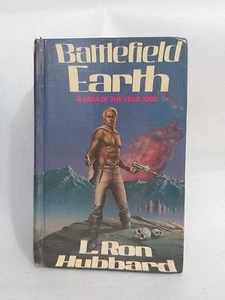 Battlefield
Earth
A SAGA OF THE YEAR 3000
L. Ron
Hubbard